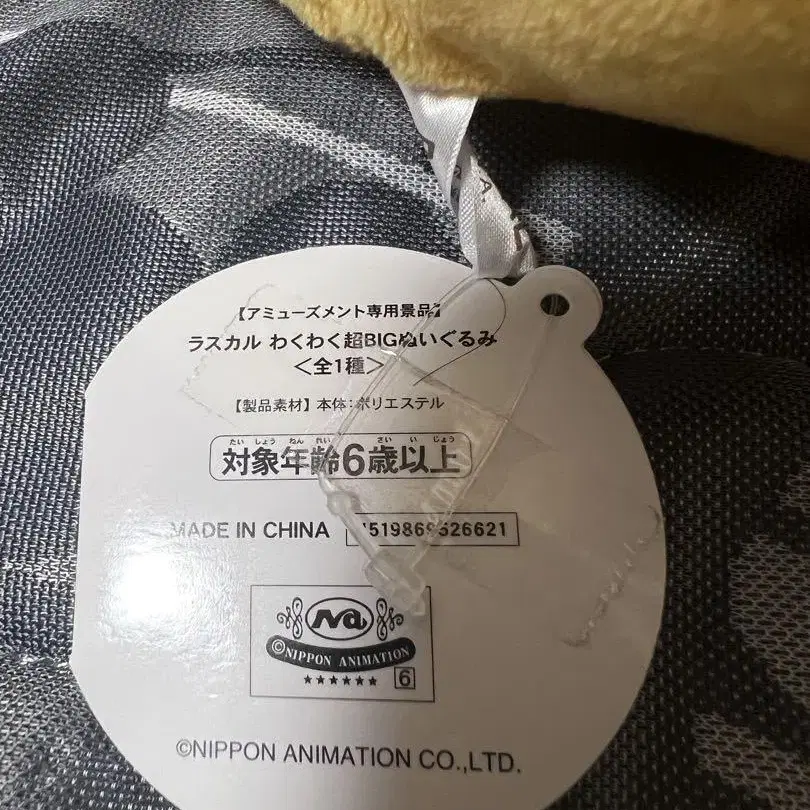 【アミューズメント専用景品】
ラスカル わくわく超BIGぬいぐるみ
＜全1種＞
【製品素材】本体:ポリエステル
たい しょう ねん れい さい い じょう
対象年齢6歳以上
MADE IN CHINA
Na
©NIPPON ANIMATION
★★★★★★ 6
©NIPPON ANIMATION CO.,LTD.